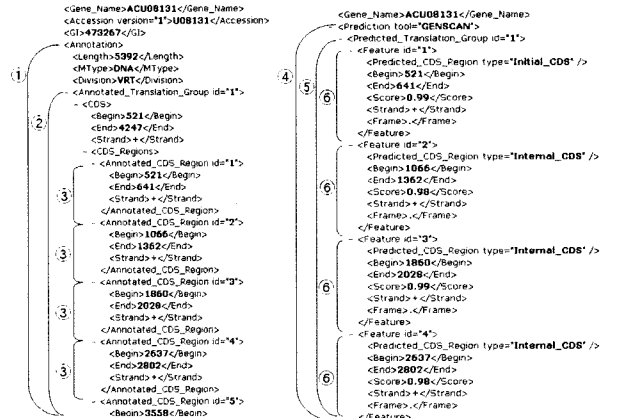 <Gene_Name>ACU08131</Gene_Name>
<Accession version="1">U08131</Accession>
<GI>473267</GI>
- <Annotation>
<Length>5392</Length>
<MType>DNA</MType>
<Division>VRT</Division>
- <Annotated_Translation_Group id="1">
- <CDS>
<Begin>521</Begin>
<End>4247</End>
<Strand>+</Strand>
- <CDS_Regions>
- <Annotated_CDS_Region id="1">
<Begin>521</Begin>
<End>641</End>
<Strand>+</Strand>
</Annotated_CDS_Region>
- <Annotated_CDS_Region id="2">
<Begin>1066</Begin>
<End>1362</End>
<Strand>+</Strand>
</Annotated_CDS_Region>
- <Annotated_CDS_Region id="3">
<Begin>1860</Begin>
<End>2028</End>
<Strand>+</Strand>
</Annotated_CDS_Region>
- <Annotated_CDS_Region id="4">
<Begin>2637</Begin>
<End>2802</End>
<Strand>+</Strand>
</Annotated_CDS_Region>
- <Annotated_CDS_Region id="5">
<Begin>3558</Begin>
1
2
3
3
3
3
<Gene_Name>ACU08131</Gene_Name>
- <Prediction tool="GENSCAN">
- <Predicted_Translation_Group id="1">
- <Feature id="1">
<Predicted_CDS_Region type="Initial_CDS" />
<Begin>521</Begin>
<End>641</End>
<Score>0.99</Score>
<Strand>+</Strand>
<Frame>.</Frame>
</Feature>
- <Feature id="2">
<Predicted_CDS_Region type="Internal_CDS" />
<Begin>1066</Begin>
<End>1362</End>
<Score>0.98</Score>
<Strand>+</Strand>
<Frame>.</Frame>
</Feature>
- <Feature id="3">
<Predicted_CDS_Region type="Internal_CDS" />
<Begin>1860</Begin>
<End>2028</End>
<Score>0.99</Score>
<Strand>+</Strand>
<Frame>.</Frame>
</Feature>
- <Feature id="4">
<Predicted_CDS_Region type="Internal_CDS" />
<Begin>2637</Begin>
<End>2802</End>
<Score>0.98</Score>
<Strand>+</Strand>
<Frame>.</Frame>
</Feature>
4
5
6
6
6
6